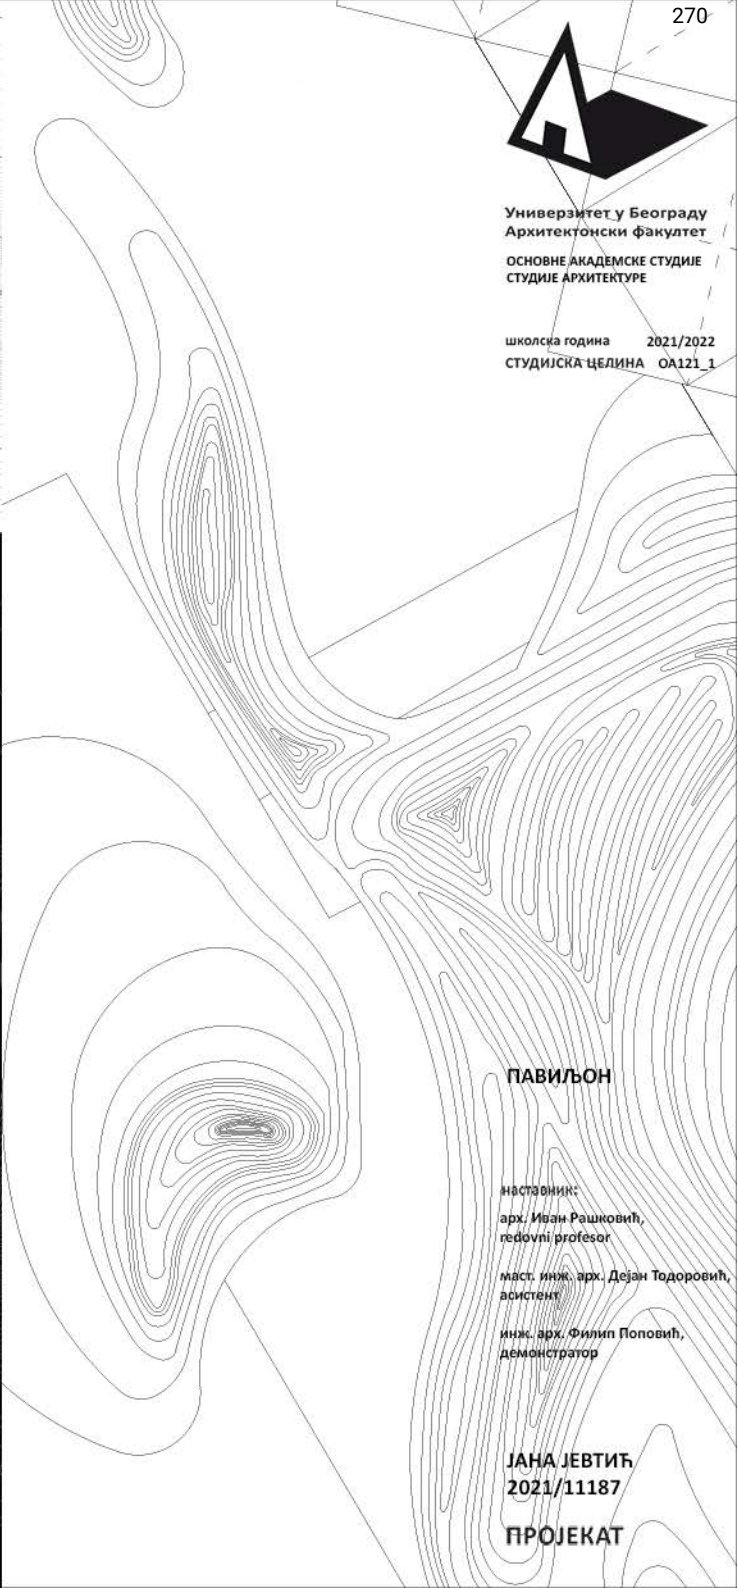 270
Универзитет у Београду
Архитектонски факултет
ОСНОВНЕ АКАДЕМСКЕ СТУДИЈЕ
СТУДИЈЕ АРХИТЕКТУРЕ
школска година 2021/2022
СТУДИЈСКА ЦЕЛИНА ОА121_1
ПАВИЉОН
наставник:
арх. Иван Рашковић,
redovni profesor
маст. инж. арх. Дејан Тодоровић,
асистент
инж. арх. Филип Поповић,
демонстратор
ЈАНА ЈЕВТИЋ
2021/11187
ПРОЈЕКАТ